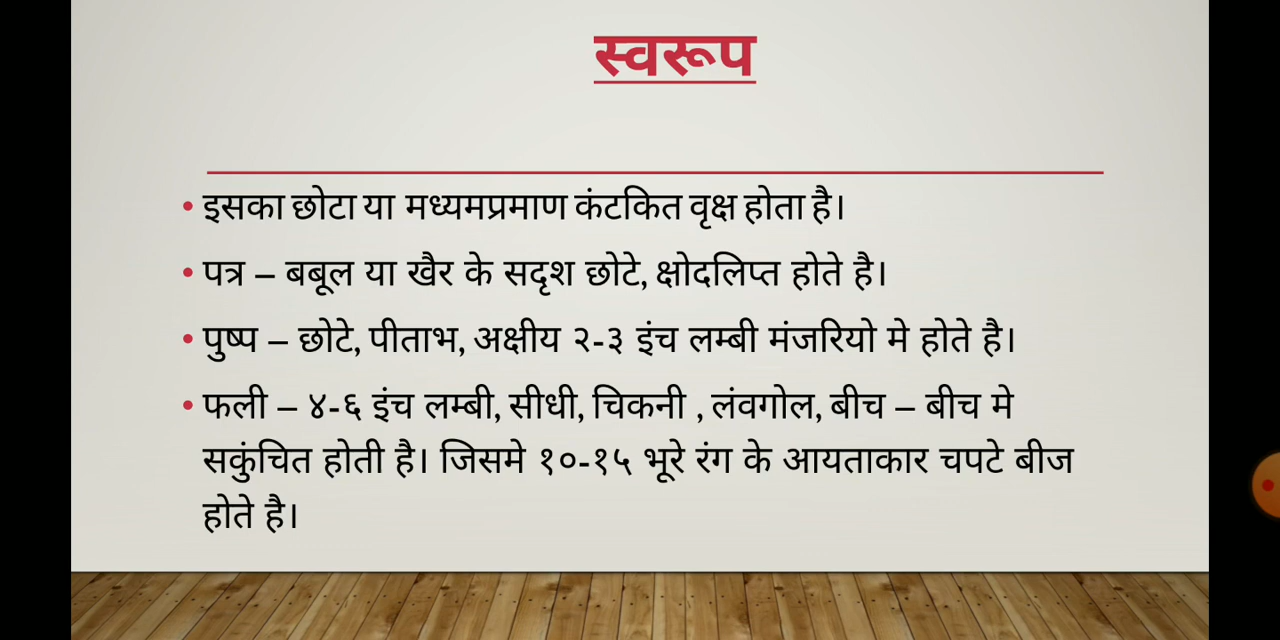 स्वरूप
• इसका छोटा या मध्यमप्रमाण कंटकित वृक्ष होता है।
• पत्र – बबूल या खैर के सदृश छोटे, क्षोदलिप्त होते है।
• पुष्प – छोटे, पीताभ, अक्षीय २-३ इंच लम्बी मंजरियो मे होते है।
• फली – ४-६ इंच लम्बी, सीधी, चिकनी , लंवगोल, बीच – बीच मे
सकुंचित होती है। जिसमे १०-१५ भूरे रंग के आयताकार चपटे बीज
होते है।